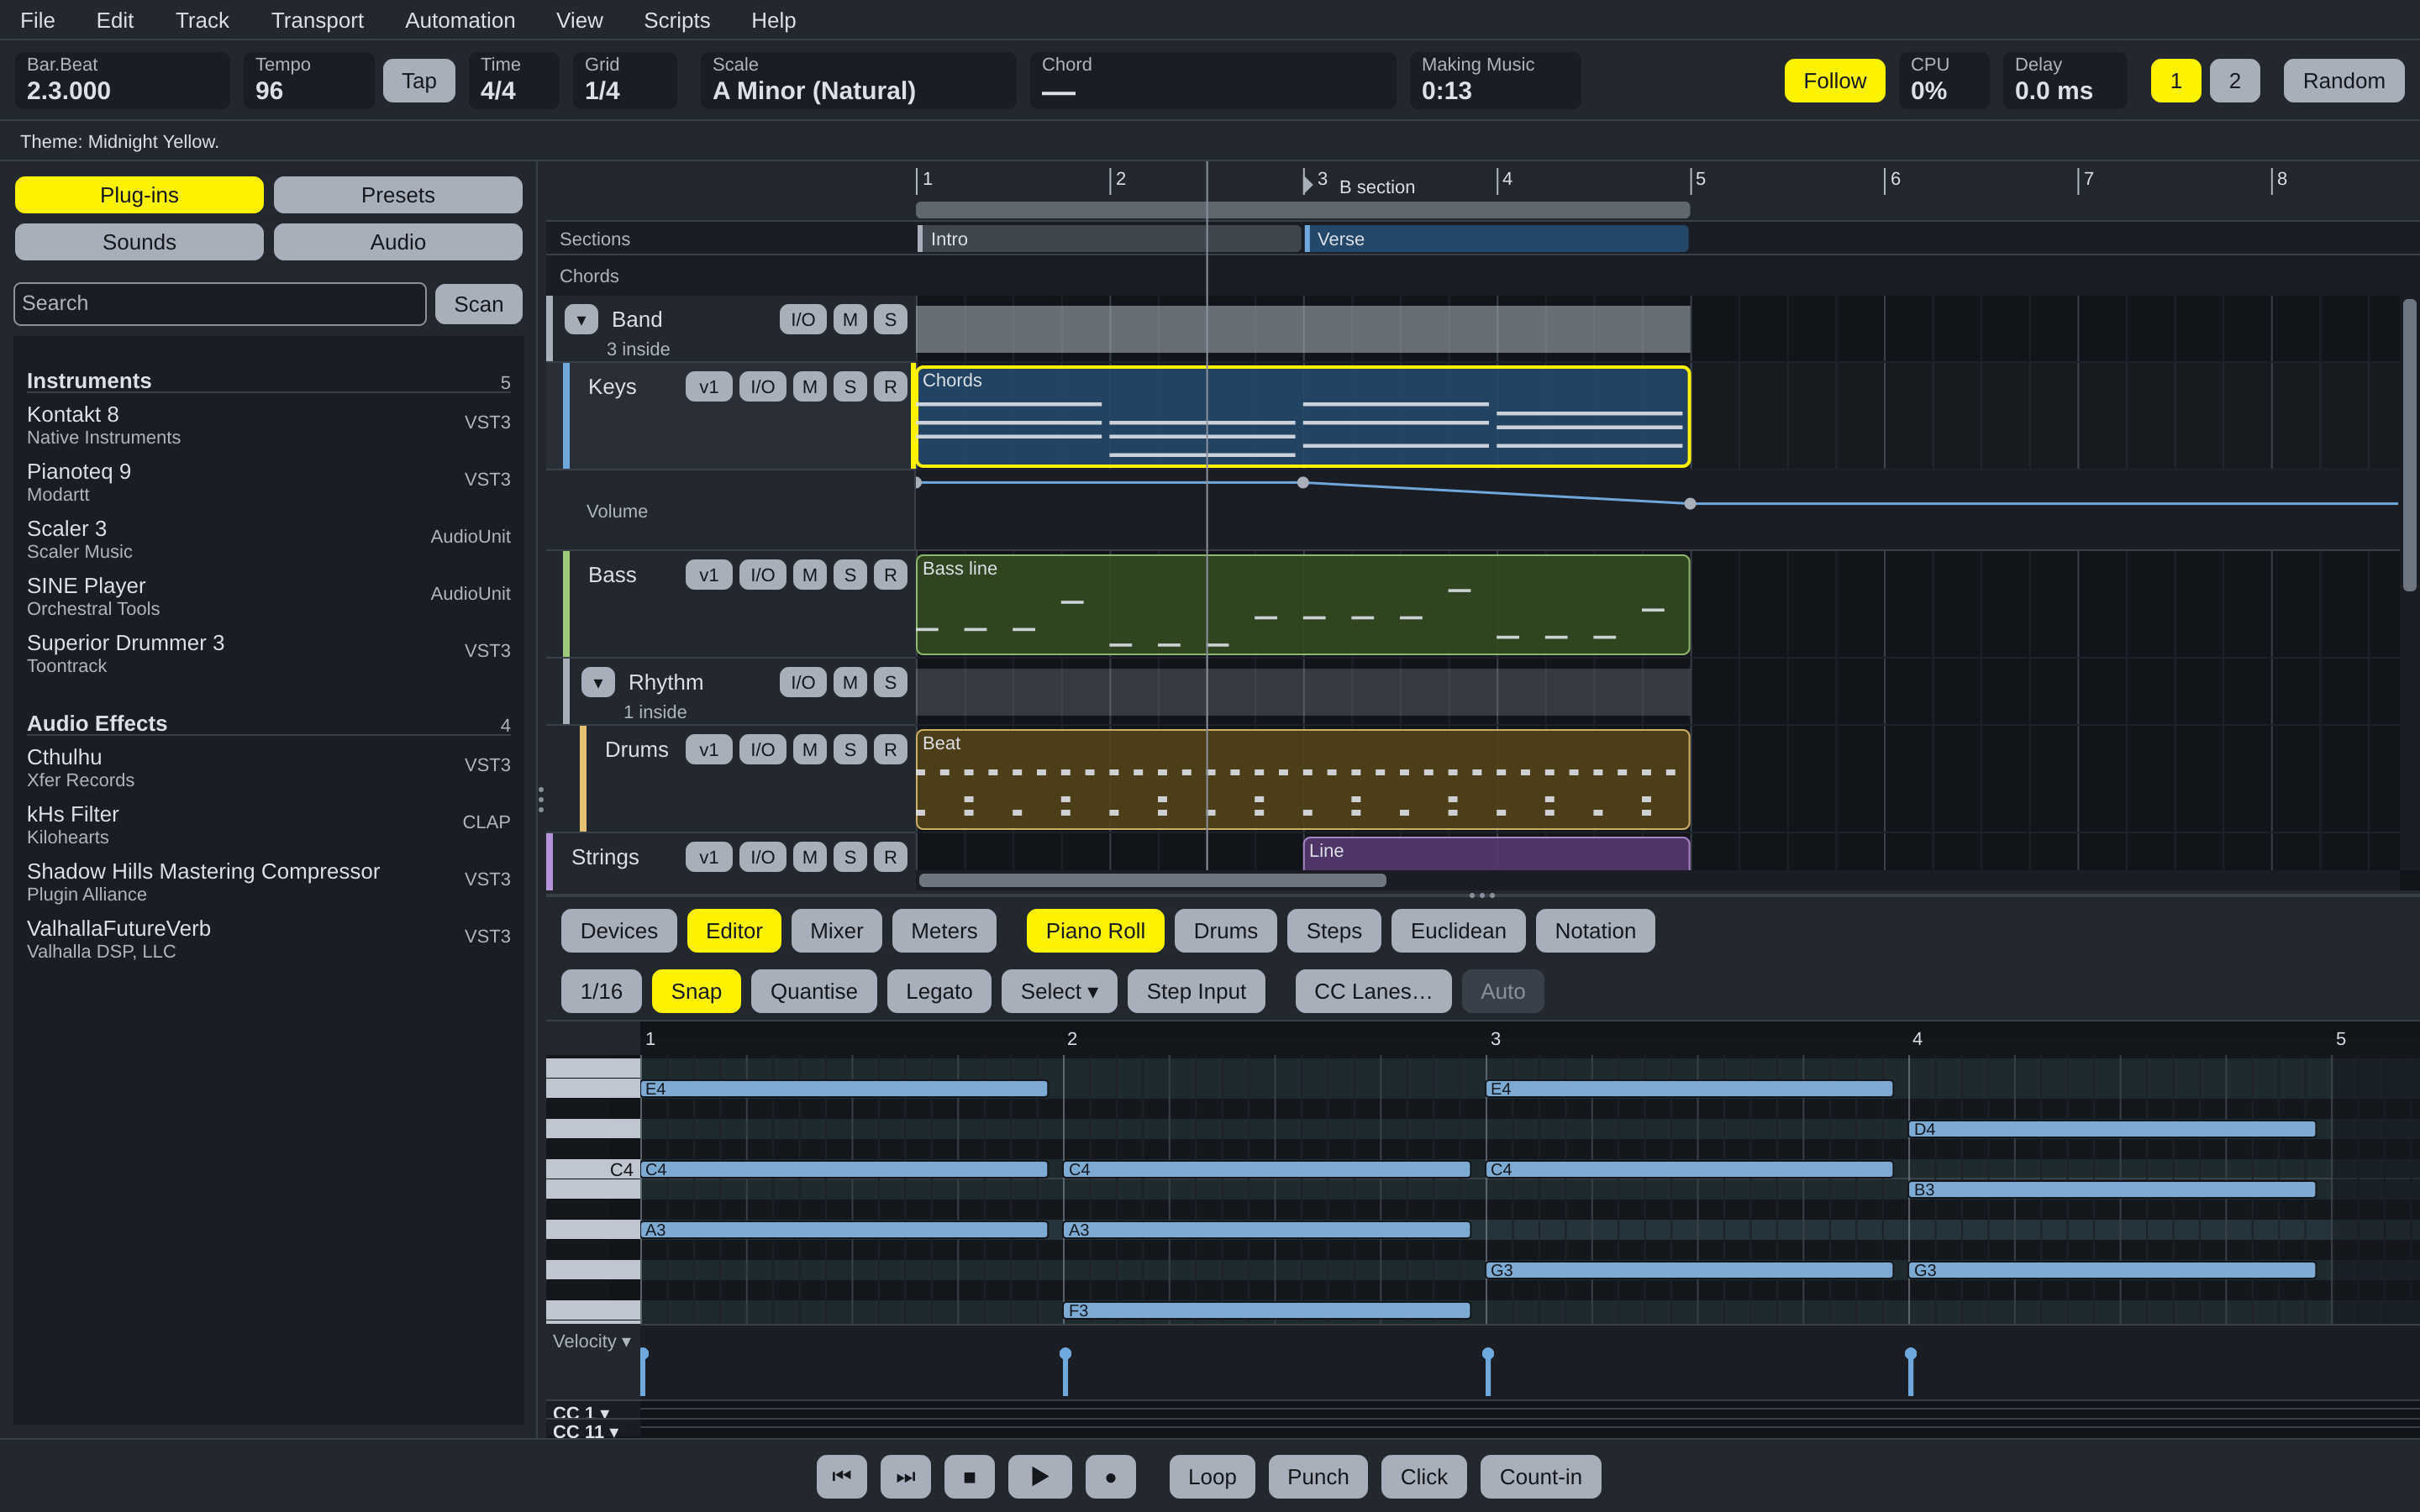 File Edit Track Transport Automation View Scripts Help
Bar.Beat Tempo Time Grid Scale Chord Making Music CPU Delay
2.3.000 96 Tap 4/4 1/4 A Minor (Natural) — 0:13 Follow 0% 0.0 ms 1 2 Random
Theme: Midnight Yellow.
Plug-ins Presets
Sounds Audio
Search Scan
Instruments 5
Kontakt 8 VST3
Native Instruments
Pianoteq 9 VST3
Modartt
Scaler 3 AudioUnit
Scaler Music
SINE Player AudioUnit
Orchestral Tools
Superior Drummer 3 VST3
Toontrack
Audio Effects 4
Cthulhu VST3
Xfer Records
kHs Filter CLAP
Kilohearts
Shadow Hills Mastering Compressor VST3
Plugin Alliance
ValhallaFutureVerb VST3
Valhalla DSP, LLC
1 2 3 B section 4 5 6 7 8
Sections Intro Verse
Chords
▾ Band I/O M S
3 inside
Keys v1 I/O M S R Chords
Volume
Bass v1 I/O M S R Bass line
▾ Rhythm I/O M S
1 inside
Drums v1 I/O M S R Beat
Strings v1 I/O M S R Line
Devices Editor Mixer Meters Piano Roll Drums Steps Euclidean Notation
1/16 Snap Quantise Legato Select ▾ Step Input CC Lanes… Auto
1 2 3 4 5
E4 E4
D4
C4 C4 C4 C4
B3
A3 A3
G3 G3
F3
Velocity ▾
CC 1 ▾
CC 11 ▾
Loop Punch Click Count-in